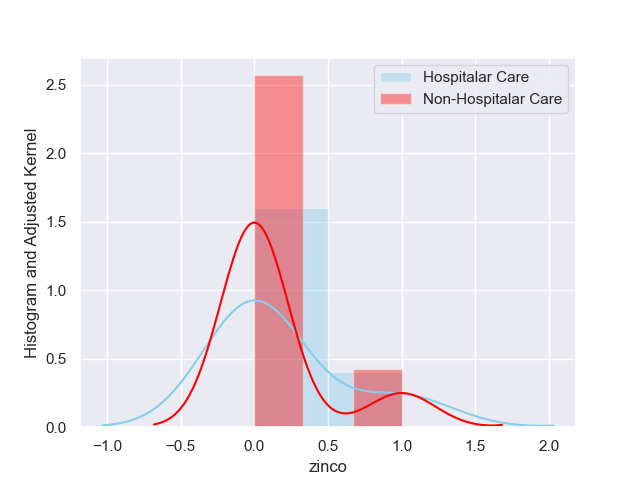 Hospitalar Care
Non-Hospitalar Care
Histogram and Adjusted Kernel
2.5
2.0
1.5
1.0
0.5
0.0
−1.0 −0.5 0.0 0.5 1.0 1.5 2.0
zinco